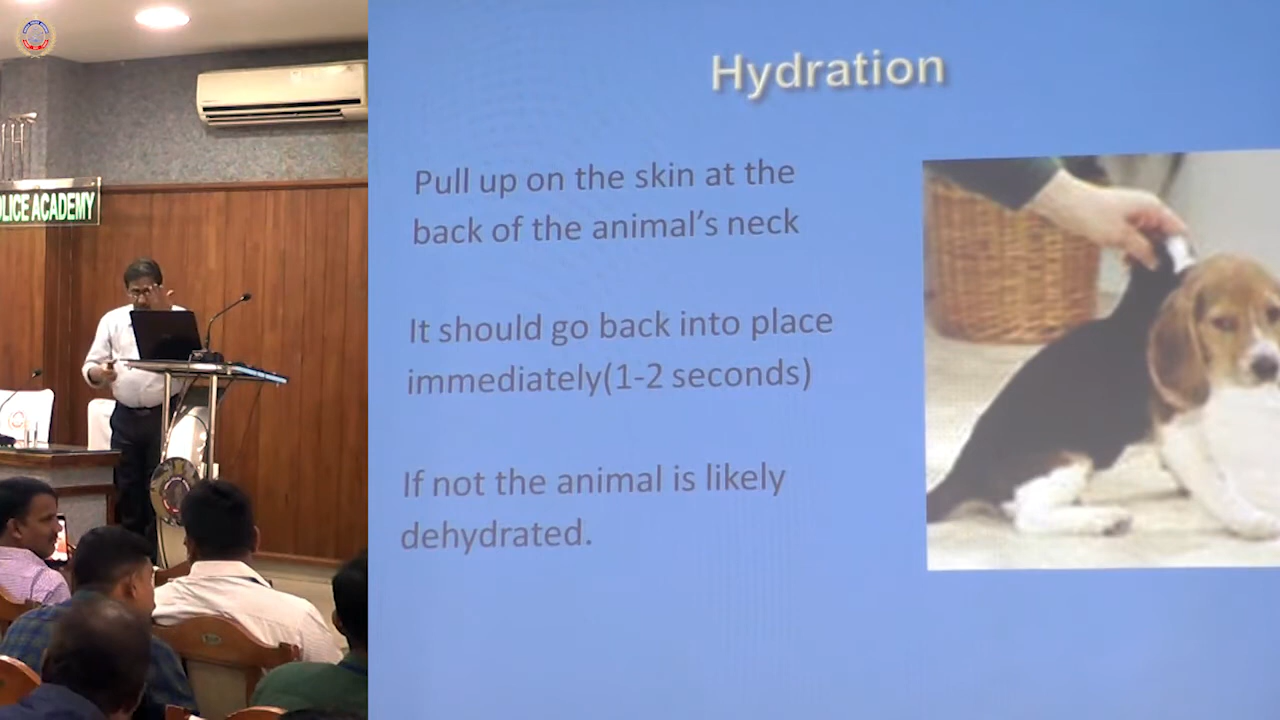 LICE ACADEMY
Hydration
Pull up on the skin at the
back of the animal's neck
It should go back into place
immediately(1-2 seconds)
If not the animal is likely
dehydrated.